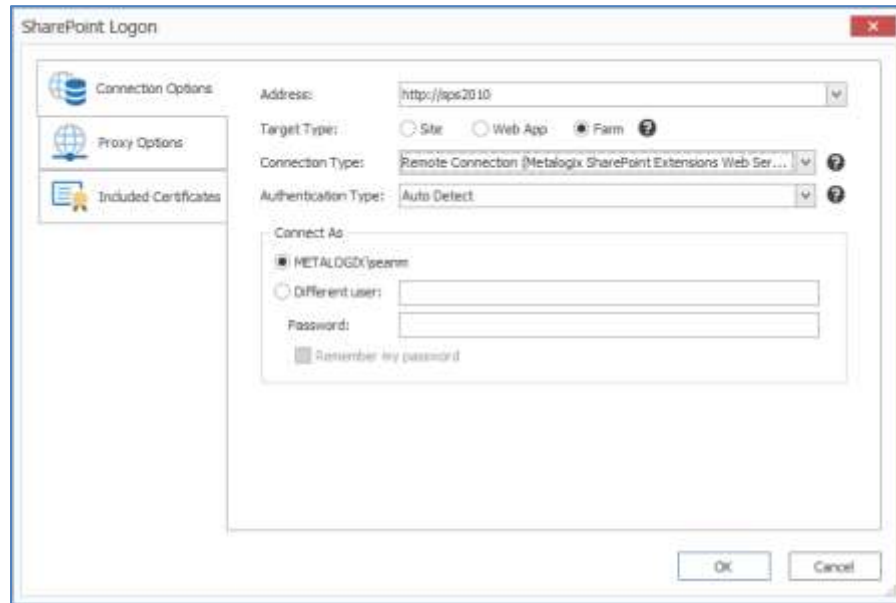 SharePoint Logon
Connection Options
Proxy Options
Included Certificates
Address: http://sps2010
Target Type: Site Web App Farm ?
Connection Type: Remote Connection (Metalogix SharePoint Extensions Web Ser... ?
Authentication Type: Auto Detect ?
Connect As
METALOGIX\seanm
Different user:
Password:
Remember my password
OK Cancel